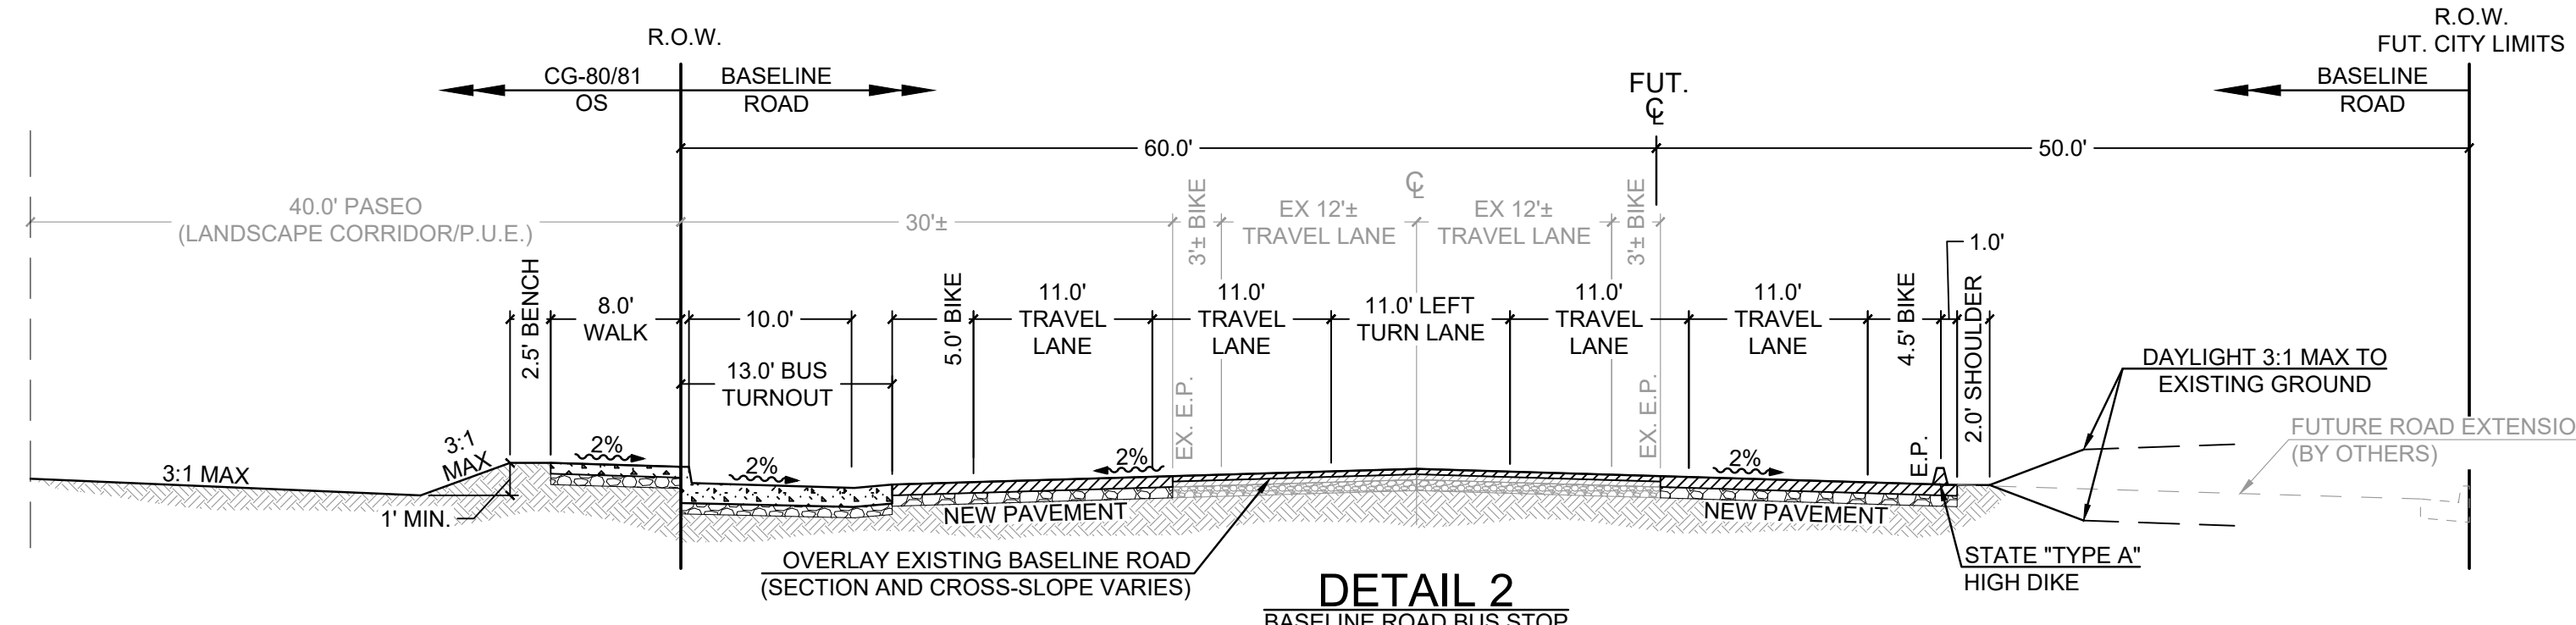 R.O.W.
R.O.W.
FUT. CITY LIMITS
CG-80/81
OS
BASELINE
ROAD
FUT.
℄
BASELINE
ROAD
60.0'
50.0'
40.0' PASEO
(LANDSCAPE CORRIDOR/P.U.E.)
30'±
3'± BIKE
EX 12'±
TRAVEL LANE
℄
EX 12'±
TRAVEL LANE
3'± BIKE
1.0'
2.5' BENCH
8.0'
WALK
10.0'
13.0' BUS
TURNOUT
5.0' BIKE
11.0'
TRAVEL
LANE
11.0'
TRAVEL
LANE
11.0' LEFT
TURN LANE
11.0'
TRAVEL
LANE
11.0'
TRAVEL
LANE
4.5' BIKE
2.0' SHOULDER
EX. E.P.
EX. E.P.
E.P.
DAYLIGHT 3:1 MAX TO
EXISTING GROUND
FUTURE ROAD EXTENSIO
(BY OTHERS)
3:1 MAX
3:1
MAX
2%
2%
2%
2%
1' MIN.
NEW PAVEMENT
NEW PAVEMENT
OVERLAY EXISTING BASELINE ROAD
(SECTION AND CROSS-SLOPE VARIES)
STATE "TYPE A"
HIGH DIKE
DETAIL 2
BASELINE ROAD BUS STOP